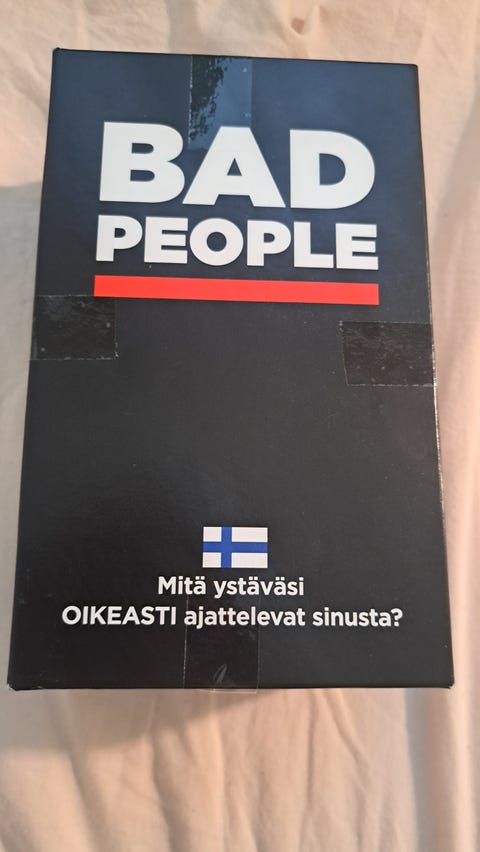 BAD
PEOPLE
Mitä ystäväsi
OIKEASTI ajattelevat sinusta?